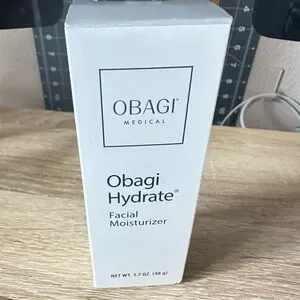 OBAGI®
MEDICAL
Obagi
Hydrate®
Facial
Moisturizer
NET WT. 1.7 OZ. (48 g)